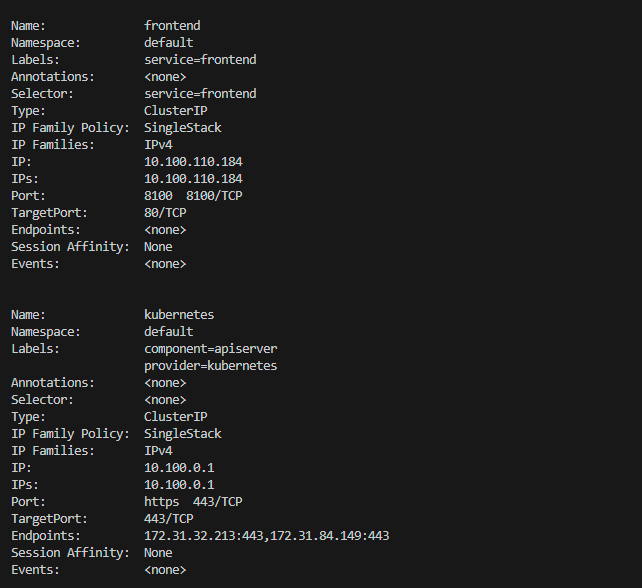 Name:              frontend
Namespace:         default
Labels:            service=frontend
Annotations:       <none>
Selector:          service=frontend
Type:              ClusterIP
IP Family Policy:  SingleStack
IP Families:       IPv4
IP:                10.100.110.184
IPs:               10.100.110.184
Port:              8100  8100/TCP
TargetPort:        80/TCP
Endpoints:         <none>
Session Affinity:  None
Events:            <none>
Name:              kubernetes
Namespace:         default
Labels:            component=apiserver
                   provider=kubernetes
Annotations:       <none>
Selector:          <none>
Type:              ClusterIP
IP Family Policy:  SingleStack
IP Families:       IPv4
IP:                10.100.0.1
IPs:               10.100.0.1
Port:              https  443/TCP
TargetPort:        443/TCP
Endpoints:         172.31.32.213:443,172.31.84.149:443
Session Affinity:  None
Events:            <none>